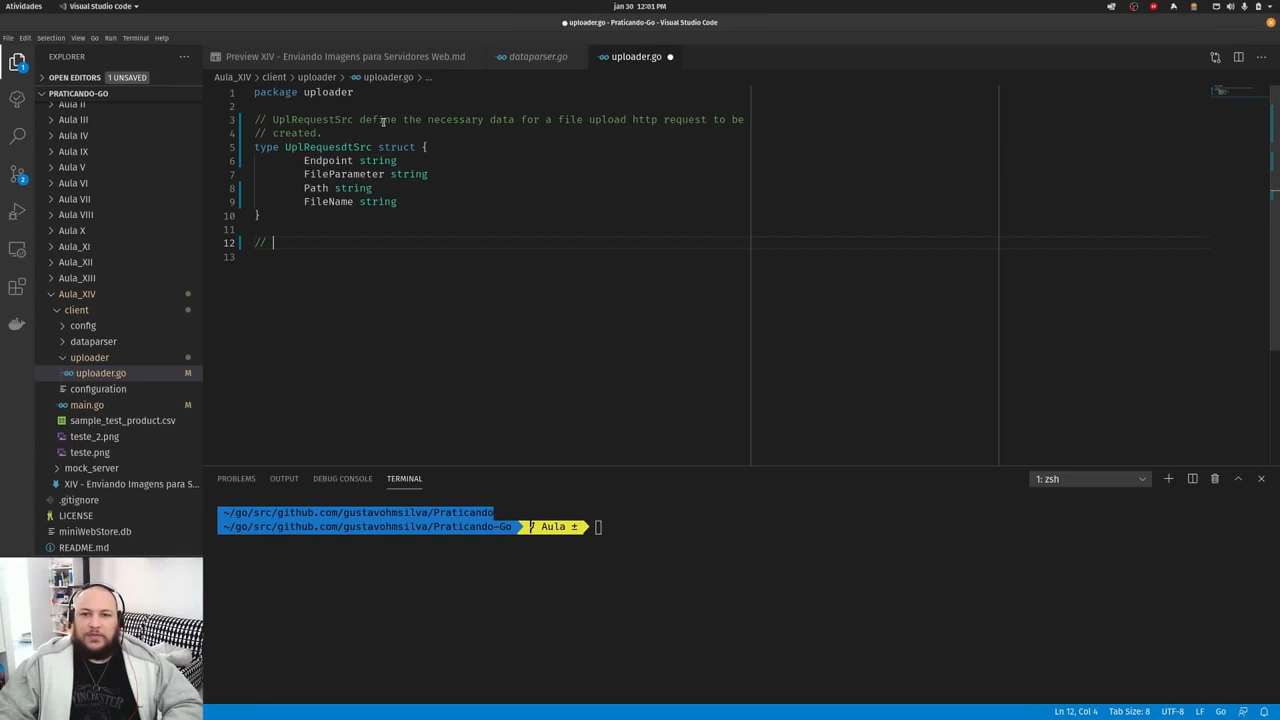 Atividades
Visual Studio Code
jan 30 12:01 PM
uploader.go - Praticando-Go - Visual Studio Code
File Edit Selection View Go Run Terminal Help
EXPLORER
OPEN EDITORS 1 UNSAVED
PRATICANDO-GO
Aula II
Aula III
Aula IV
Aula IX
Aula V
Aula VI
Aula VII
Aula VIII
Aula X
Aula_XI
Aula_XII
Aula_XIII
Aula_XIV
client
config
dataparser
uploader
uploader.go M
configuration
main.go M
sample_test_product.csv
teste_2.png
teste.png
mock_server
XIV - Enviando Imagens para S...
.gitignore
LICENSE
miniWebStore.db
README.md
1
2
Preview XIV - Enviando Imagens para Servidores Web.md
dataparser.go
uploader.go
Aula_XIV > client > uploader > uploader.go > ...
1 package uploader
2
3 // UplRequestSrc define the necessary data for a file upload http request to be
4 // created.
5 type UplRequesdtSrc struct {
6 Endpoint string
7 FileParameter string
8 Path string
9 FileName string
10 }
11
12 //
13
PROBLEMS OUTPUT DEBUG CONSOLE TERMINAL
1: zsh
~/go/src/github.com/gustavohmsilva/Praticando
~/go/src/github.com/gustavohmsilva/Praticando-Go Aula ±
Ln 12, Col 4 Tab Size: 8 UTF-8 LF Go